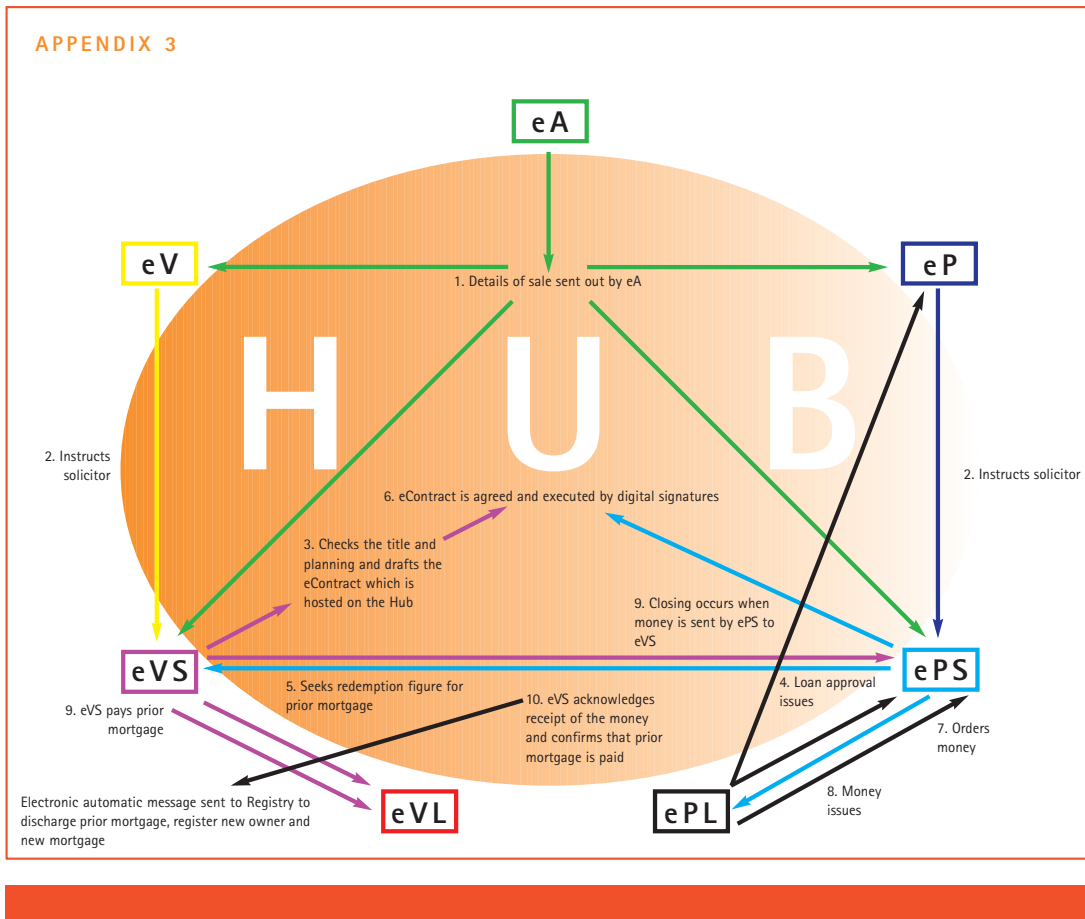 APPENDIX 3
eA
eV
eP
1. Details of sale sent out by eA
HUB
2. Instructs
solicitor
2. Instructs solicitor
6. eContract is agreed and executed by digital signatures
3. Checks the title and
planning and drafts the
eContract which is
hosted on the Hub
9. Closing occurs when
money is sent by ePS to
eVS
eVS
ePS
5. Seeks redemption figure for
prior mortgage
4. Loan approval
issues
9. eVS pays prior
mortgage
10. eVS acknowledges
receipt of the money
and confirms that prior
mortgage is paid
7. Orders
money
8. Money
issues
Electronic automatic message sent to Registry to
discharge prior mortgage, register new owner and
new mortgage
eVL
ePL